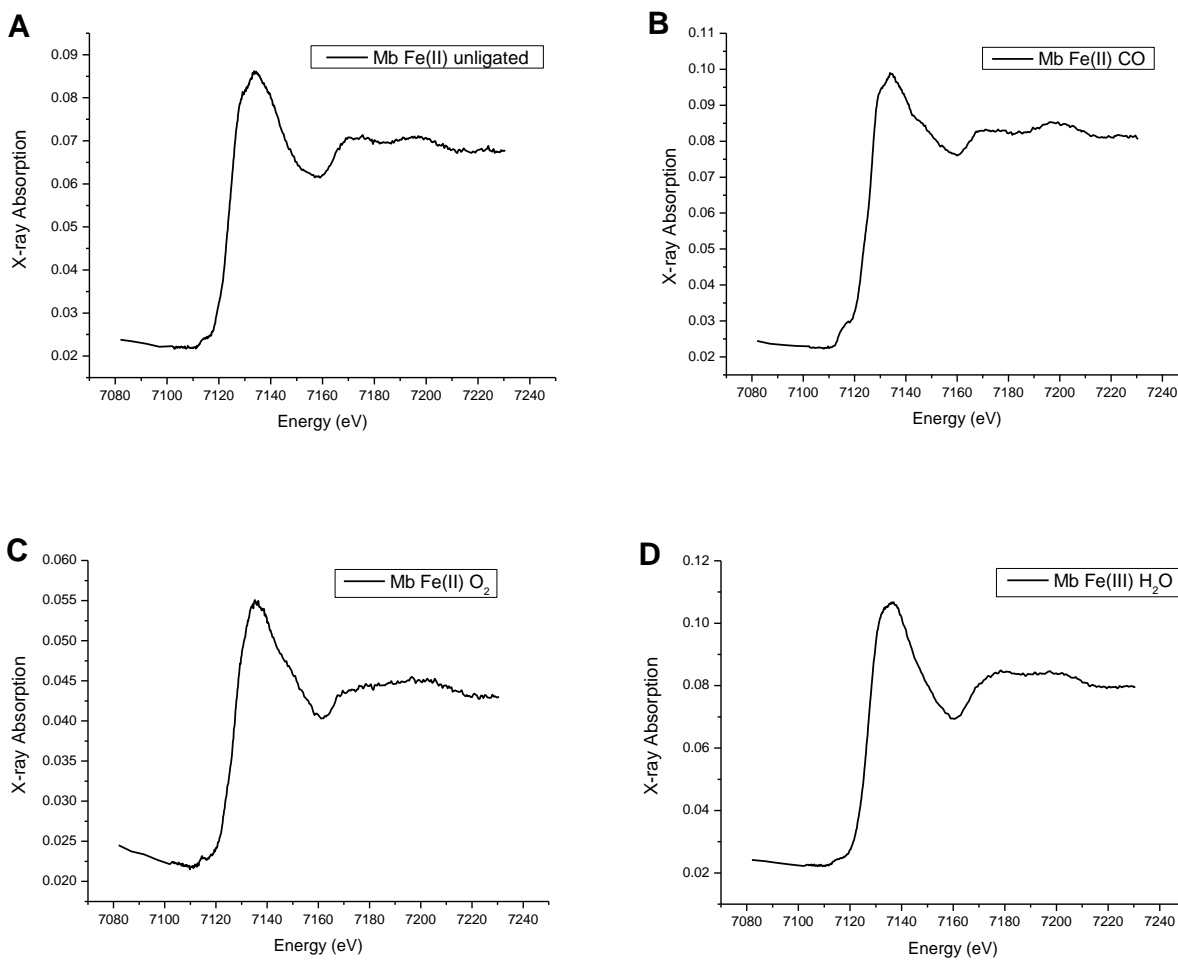 A
Mb Fe(II) unligated
0.09
0.08
0.07
0.06
0.05
0.04
0.03
0.02
X-ray Absorption
7080 7100 7120 7140 7160 7180 7200 7220 7240
Energy (eV)
B
Mb Fe(II) CO
0.11
0.10
0.09
0.08
0.07
0.06
0.05
0.04
0.03
0.02
X-ray Absorption
7080 7100 7120 7140 7160 7180 7200 7220 7240
Energy (eV)
C
Mb Fe(II) O₂
0.060
0.055
0.050
0.045
0.040
0.035
0.030
0.025
0.020
X-ray Absorption
7080 7100 7120 7140 7160 7180 7200 7220 7240
Energy (eV)
D
Mb Fe(III) H₂O
0.12
0.10
0.08
0.06
0.04
0.02
X-ray Absorption
7080 7100 7120 7140 7160 7180 7200 7220 7240
Energy (eV)